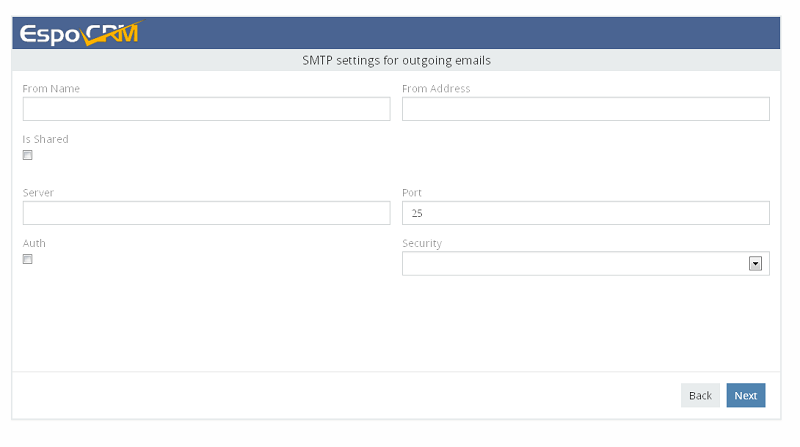 EspoCRM
SMTP settings for outgoing emails
From Name
From Address
Is Shared
Server
Port
25
Auth
Security
Back
Next